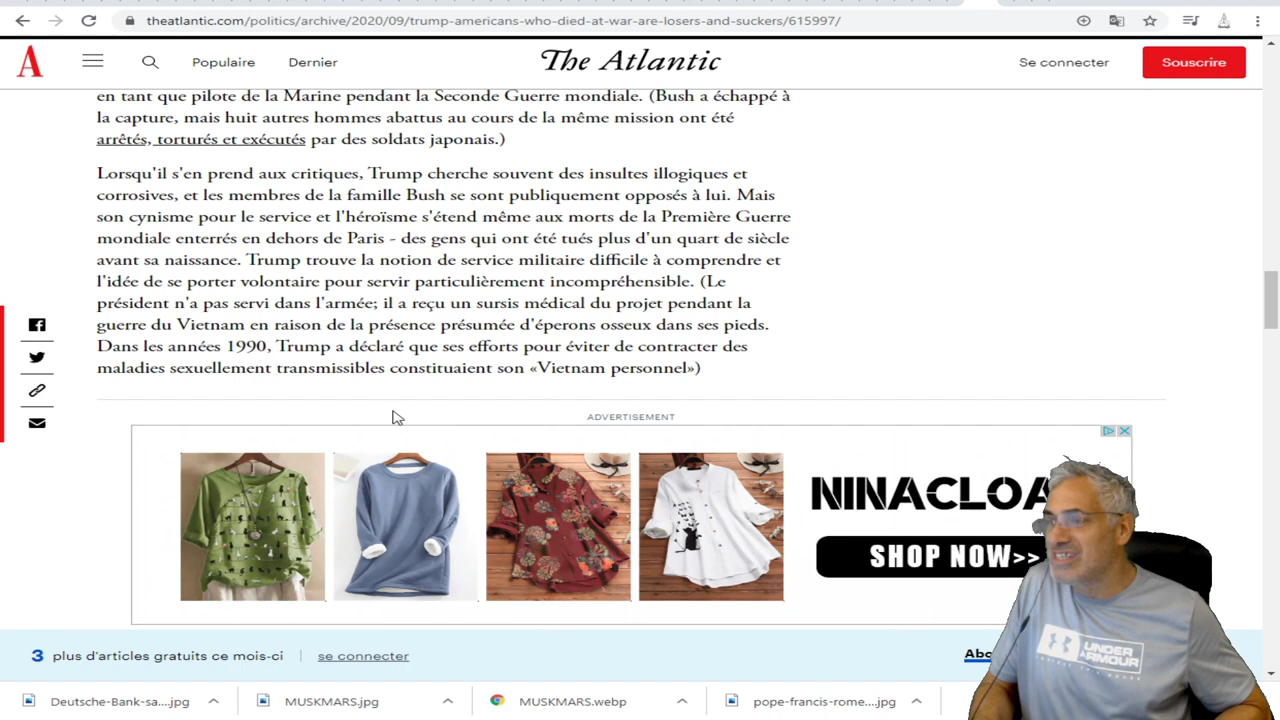 theatlantic.com/politics/archive/2020/09/trump-americans-who-died-at-war-are-losers-and-suckers/615997/
A
Populaire
Dernier
The Atlantic
Se connecter
Souscrire
en tant que pilote de la Marine pendant la Seconde Guerre mondiale. (Bush a échappé à
la capture, mais huit autres hommes abattus au cours de la même mission ont été
arrêtés, torturés et exécutés par des soldats japonais.)
Lorsqu'il s'en prend aux critiques, Trump cherche souvent des insultes illogiques et
corrosives, et les membres de la famille Bush se sont publiquement opposés à lui. Mais
son cynisme pour le service et l'héroïsme s'étend même aux morts de la Première Guerre
mondiale enterrés en dehors de Paris - des gens qui ont été tués plus d'un quart de siècle
avant sa naissance. Trump trouve la notion de service militaire difficile à comprendre et
l'idée de se porter volontaire pour servir particulièrement incompréhensible. (Le
président n'a pas servi dans l'armée; il a reçu un sursis médical du projet pendant la
guerre du Vietnam en raison de la présence présumée d'éperons osseux dans ses pieds.
Dans les années 1990, Trump a déclaré que ses efforts pour éviter de contracter des
maladies sexuellement transmissibles constituaient son «Vietnam personnel»)
ADVERTISEMENT
NINACLOA
SHOP NOW>>
UNDER ARMOUR
3 plus d'articles gratuits ce mois-ci
se connecter
Abo
Deutsche-Bank-sa....jpg
MUSKMARS.jpg
MUSKMARS.webp
pope-francis-rome....jpg